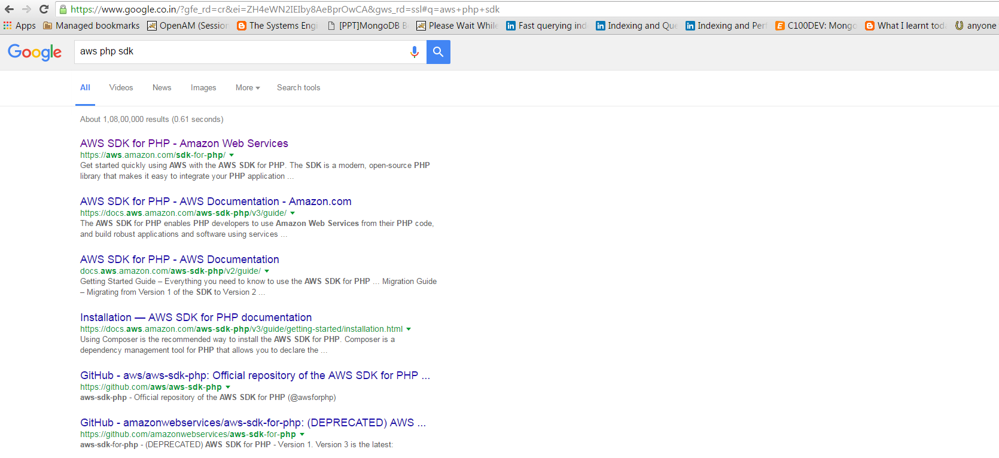 https://www.google.co.in/?gfe_rd=cr&ei=ZH4eWN2IEIby8AeBprOwCA&gws_rd=ssl#q=aws+php+sdk
Apps Managed bookmarks OpenAM (Session The Systems Engi [PPT]MongoDB B Please Wait While Fast querying ind Indexing and Que Indexing and Perf C100DEV: Mongo What I learnt toda anyone
Google aws php sdk
All Videos News Images More Search tools
About 1,08,00,000 results (0.61 seconds)
AWS SDK for PHP - Amazon Web Services
https://aws.amazon.com/sdk-for-php/
Get started quickly using AWS with the AWS SDK for PHP. The SDK is a modern, open-source PHP
library that makes it easy to integrate your PHP application ...
AWS SDK for PHP - AWS Documentation - Amazon.com
https://docs.aws.amazon.com/aws-sdk-php/v3/guide/
The AWS SDK for PHP enables PHP developers to use Amazon Web Services from their PHP code,
and build robust applications and software using services ...
AWS SDK for PHP - AWS Documentation
docs.aws.amazon.com/aws-sdk-php/v2/guide/
Getting Started Guide – Everything you need to know to use the AWS SDK for PHP ... Migration Guide
– Migrating from Version 1 of the SDK to Version 2 ...
Installation — AWS SDK for PHP documentation
https://docs.aws.amazon.com/aws-sdk-php/v3/guide/getting-started/installation.html
Using Composer is the recommended way to install the AWS SDK for PHP. Composer is a
dependency management tool for PHP that allows you to declare the ...
GitHub - aws/aws-sdk-php: Official repository of the AWS SDK for PHP ...
https://github.com/aws/aws-sdk-php
aws-sdk-php - Official repository of the AWS SDK for PHP (@awsforphp)
GitHub - amazonwebservices/aws-sdk-for-php: (DEPRECATED) AWS ...
https://github.com/amazonwebservices/aws-sdk-for-php
aws-sdk-for-php - (DEPRECATED) AWS SDK for PHP - Version 1. Version 3 is the latest: